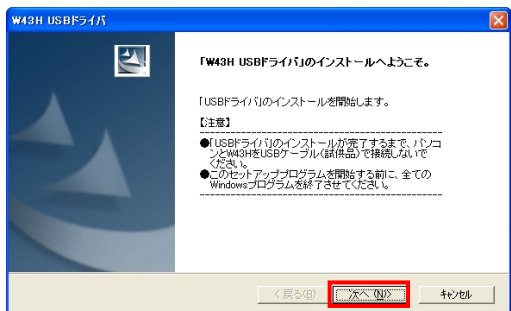 W43H USBドライバ
「W43H USBドライバ」のインストールへようこそ。
「USBドライバ」のインストールを開始します。
【注意】
●「USBドライバ」のインストールが完了するまで、パソコ
ンとW43HをUSBケーブル(試供品)で接続しないで
ください。
●このセットアッププログラムを開始する前に、全ての
Windowsプログラムを終了させてください。
< 戻る(B)
次へ (N)>
キャンセル